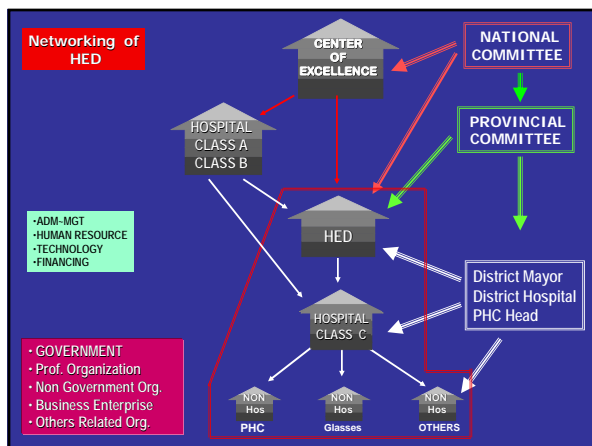 Networking of
HED
CENTER
OF
EXCELLENCE
NATIONAL
COMMITTEE
PROVINCIAL
COMMITTEE
HOSPITAL
CLASS A
CLASS B
•ADM~MGT
•HUMAN RESOURCE
•TECHNOLOGY
•FINANCING
HED
District Mayor
District Hospital
PHC Head
HOSPITAL
CLASS C
• GOVERNMENT
• Prof. Organization
• Non Government Org.
• Business Enterprise
• Others Related Org.
NON
Hos
PHC
NON
Hos
Glasses
NON
Hos
OTHERS